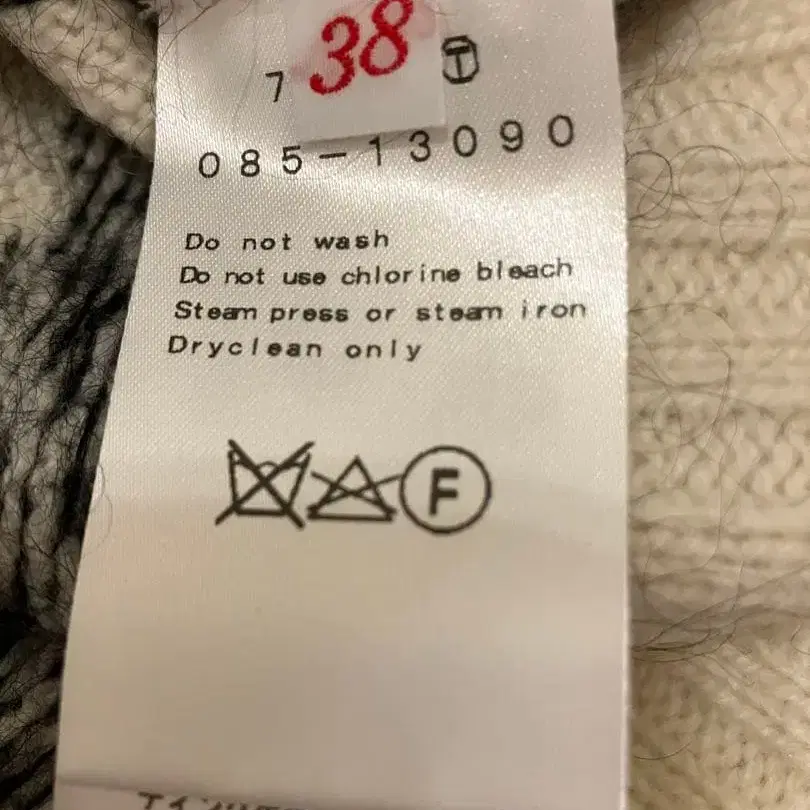 38
7 T
085-13090
Do not wash
Do not use chlorine bleach
Steam press or steam iron
Dryclean only
F